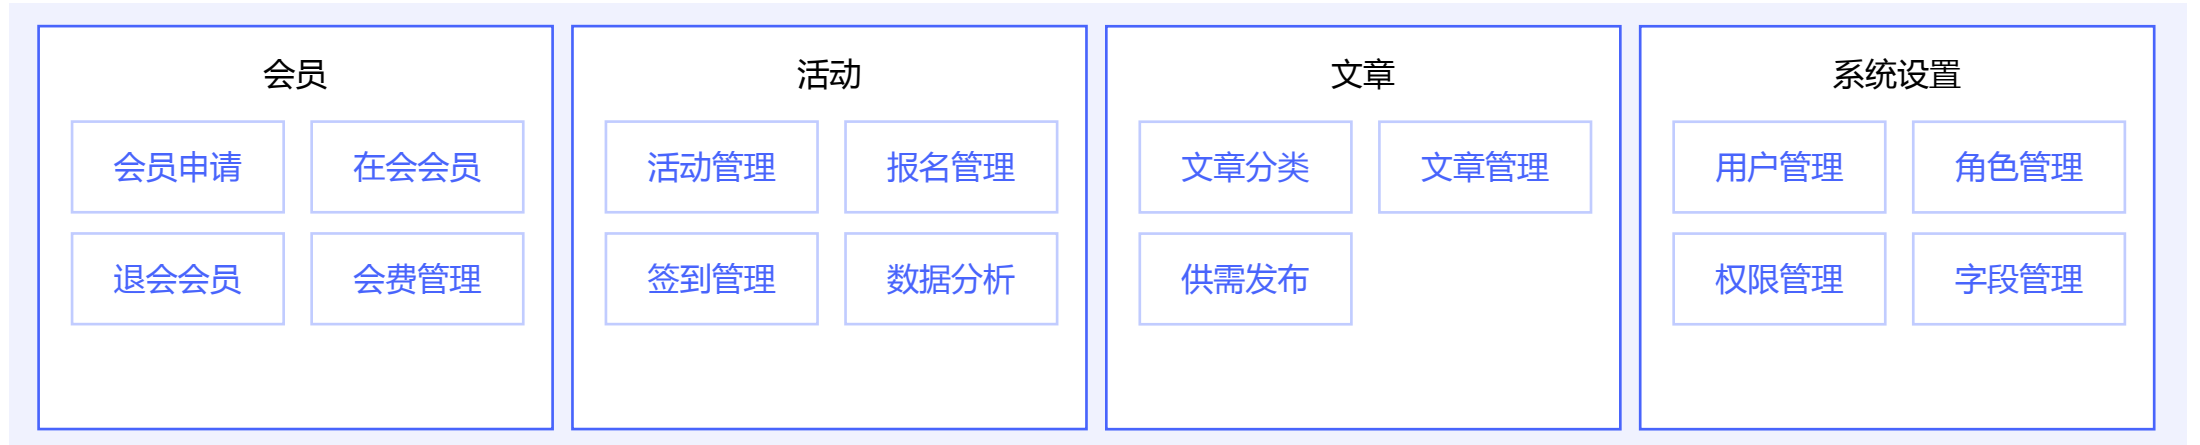 会员
会员申请
在会会员
退会会员
会费管理
活动
活动管理
报名管理
签到管理
数据分析
文章
文章分类
文章管理
供需发布
系统设置
用户管理
角色管理
权限管理
字段管理